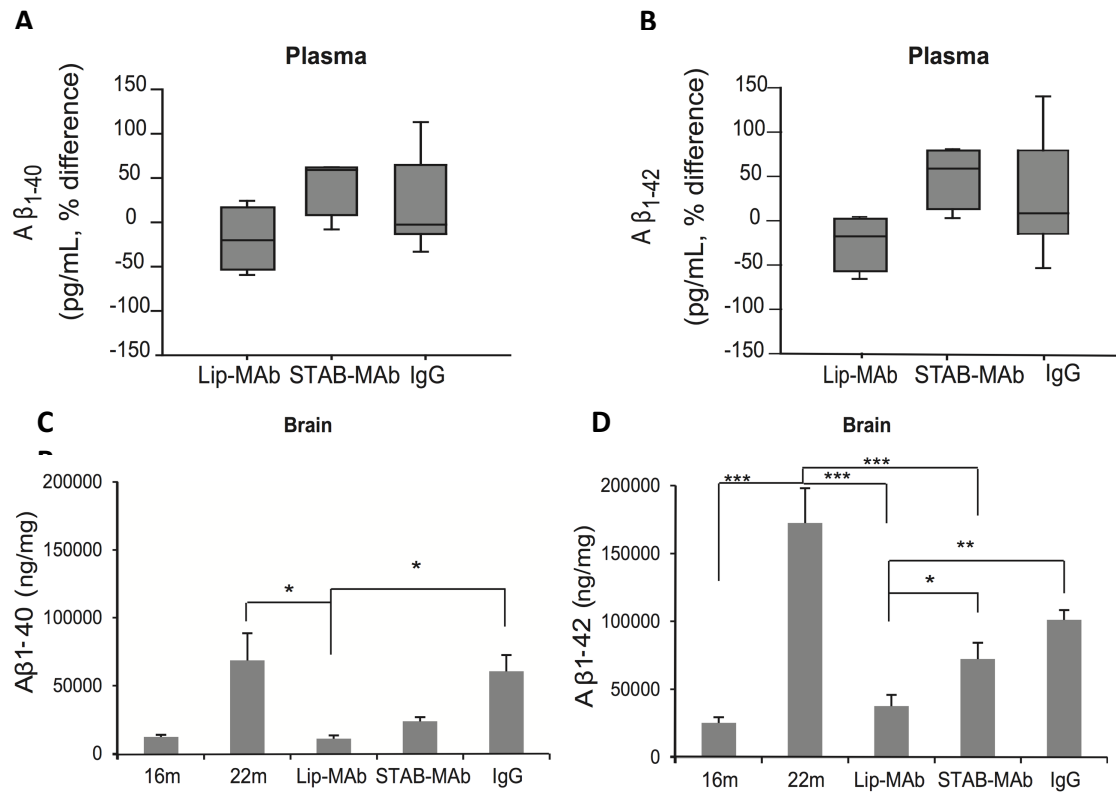 A
Plasma
A β1-40
(pg/mL, % difference)
150
100
50
0
-50
-100
-150
Lip-MAb STAB-MAb IgG
B
Plasma
A β1-42
(pg/mL, % difference)
150
100
50
0
-50
-100
-150
Lip-MAb STAB-MAb IgG
C
Brain
Aβ1-40 (ng/mg)
200000
150000
100000
50000
0
*
*
16m 22m Lip-MAb STAB-MAb IgG
D
Brain
Aβ1-42 (ng/mg)
200000
150000
100000
50000
0
***
*** ***
**
*
16m 22m Lip-MAb STAB-MAb IgG